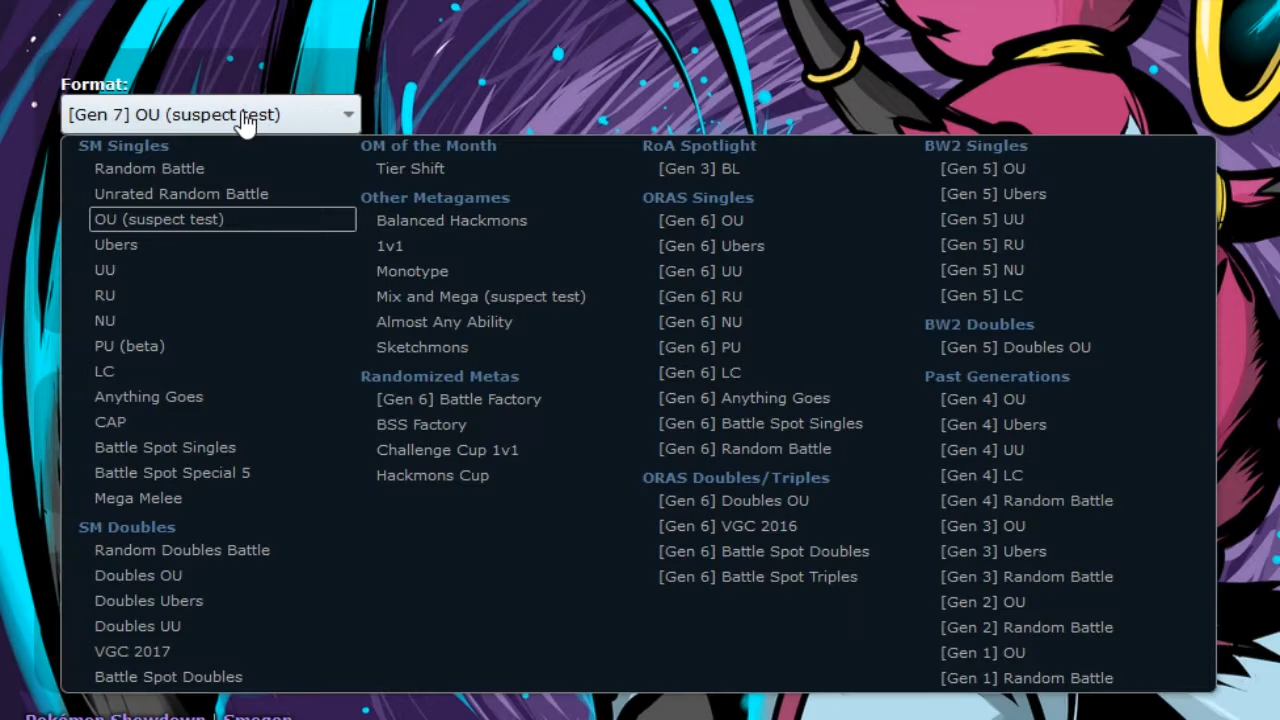 Format:
[Gen 7] OU (suspect test)
SM Singles
Random Battle
Unrated Random Battle
OU (suspect test)
Ubers
UU
RU
NU
PU (beta)
LC
Anything Goes
CAP
Battle Spot Singles
Battle Spot Special 5
Mega Melee
SM Doubles
Random Doubles Battle
Doubles OU
Doubles Ubers
Doubles UU
VGC 2017
Battle Spot Doubles
OM of the Month
Tier Shift
Other Metagames
Balanced Hackmons
1v1
Monotype
Mix and Mega (suspect test)
Almost Any Ability
Sketchmons
Randomized Metas
[Gen 6] Battle Factory
BSS Factory
Challenge Cup 1v1
Hackmons Cup
RoA Spotlight
[Gen 3] BL
ORAS Singles
[Gen 6] OU
[Gen 6] Ubers
[Gen 6] UU
[Gen 6] RU
[Gen 6] NU
[Gen 6] PU
[Gen 6] LC
[Gen 6] Anything Goes
[Gen 6] Battle Spot Singles
[Gen 6] Random Battle
ORAS Doubles/Triples
[Gen 6] Doubles OU
[Gen 6] VGC 2016
[Gen 6] Battle Spot Doubles
[Gen 6] Battle Spot Triples
BW2 Singles
[Gen 5] OU
[Gen 5] Ubers
[Gen 5] UU
[Gen 5] RU
[Gen 5] NU
[Gen 5] LC
BW2 Doubles
[Gen 5] Doubles OU
Past Generations
[Gen 4] OU
[Gen 4] Ubers
[Gen 4] UU
[Gen 4] LC
[Gen 4] Random Battle
[Gen 3] OU
[Gen 3] Ubers
[Gen 3] Random Battle
[Gen 2] OU
[Gen 2] Random Battle
[Gen 1] OU
[Gen 1] Random Battle
Pokémon Showdown | Smogon